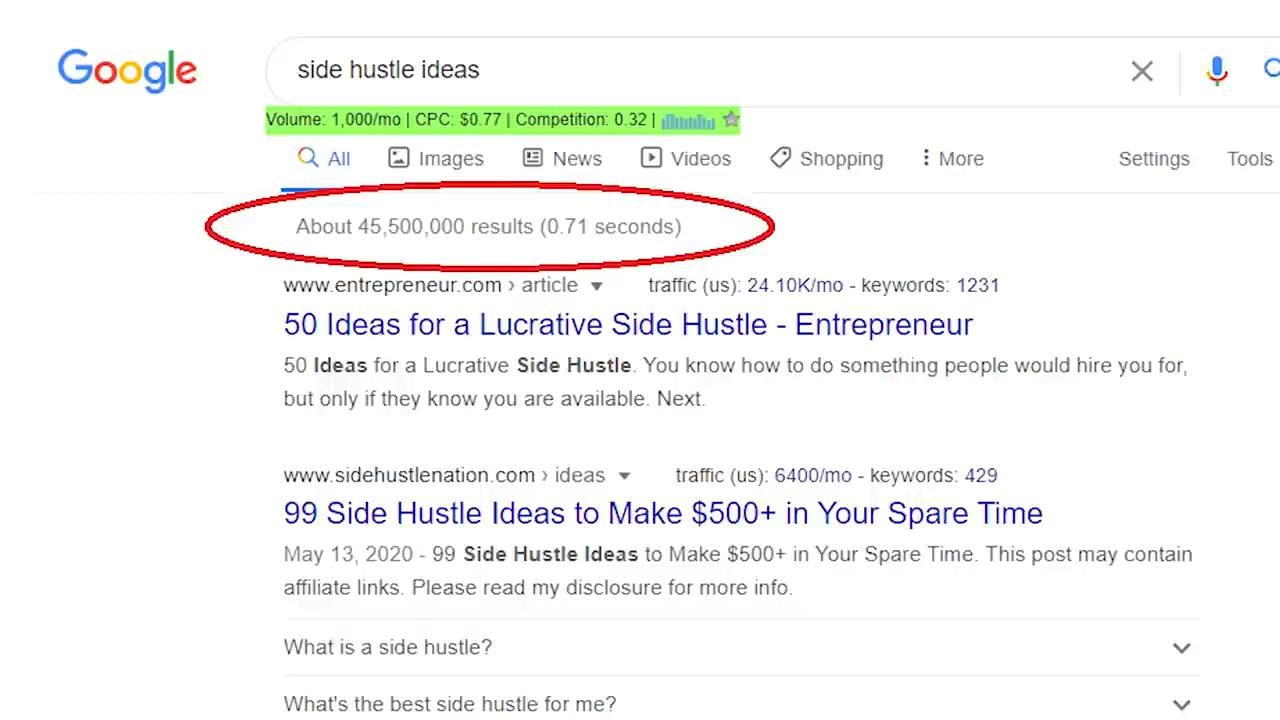 Google
side hustle ideas
Volume: 1,000/mo | CPC: $0.77 | Competition: 0.32 |
All Images News Videos Shopping More Settings Tools
About 45,500,000 results (0.71 seconds)
www.entrepreneur.com › article traffic (us): 24.10K/mo - keywords: 1231
50 Ideas for a Lucrative Side Hustle - Entrepreneur
50 Ideas for a Lucrative Side Hustle. You know how to do something people would hire you for,
but only if they know you are available. Next.
www.sidehustlenation.com › ideas traffic (us): 6400/mo - keywords: 429
99 Side Hustle Ideas to Make $500+ in Your Spare Time
May 13, 2020 - 99 Side Hustle Ideas to Make $500+ in Your Spare Time. This post may contain
affiliate links. Please read my disclosure for more info.
What is a side hustle?
What's the best side hustle for me?